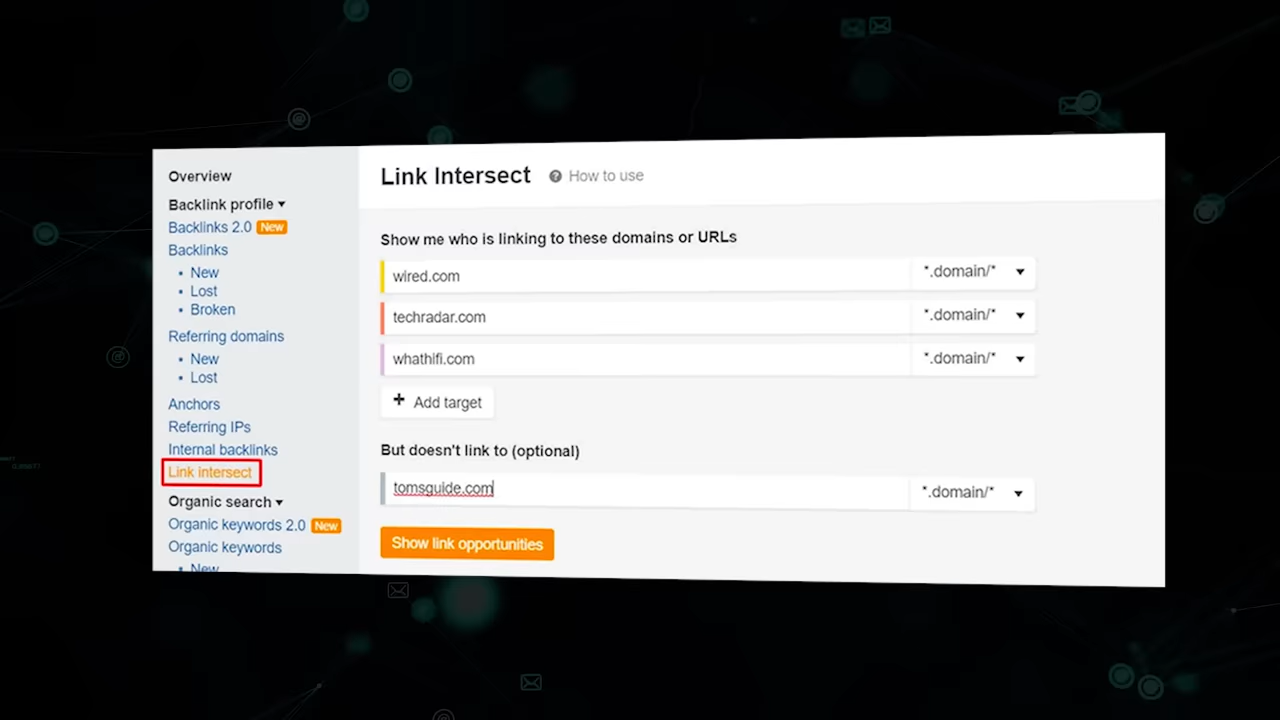 Overview
Backlink profile
Backlinks 2.0 New
Backlinks
New
Lost
Broken
Referring domains
New
Lost
Anchors
Referring IPs
Internal backlinks
Link intersect
Organic search
Organic keywords 2.0 New
Organic keywords
New
Link Intersect ? How to use
Show me who is linking to these domains or URLs
wired.com *.domain/*
techradar.com *.domain/*
whathifi.com *.domain/*
+ Add target
But doesn't link to (optional)
tomsguide.com *.domain/*
Show link opportunities